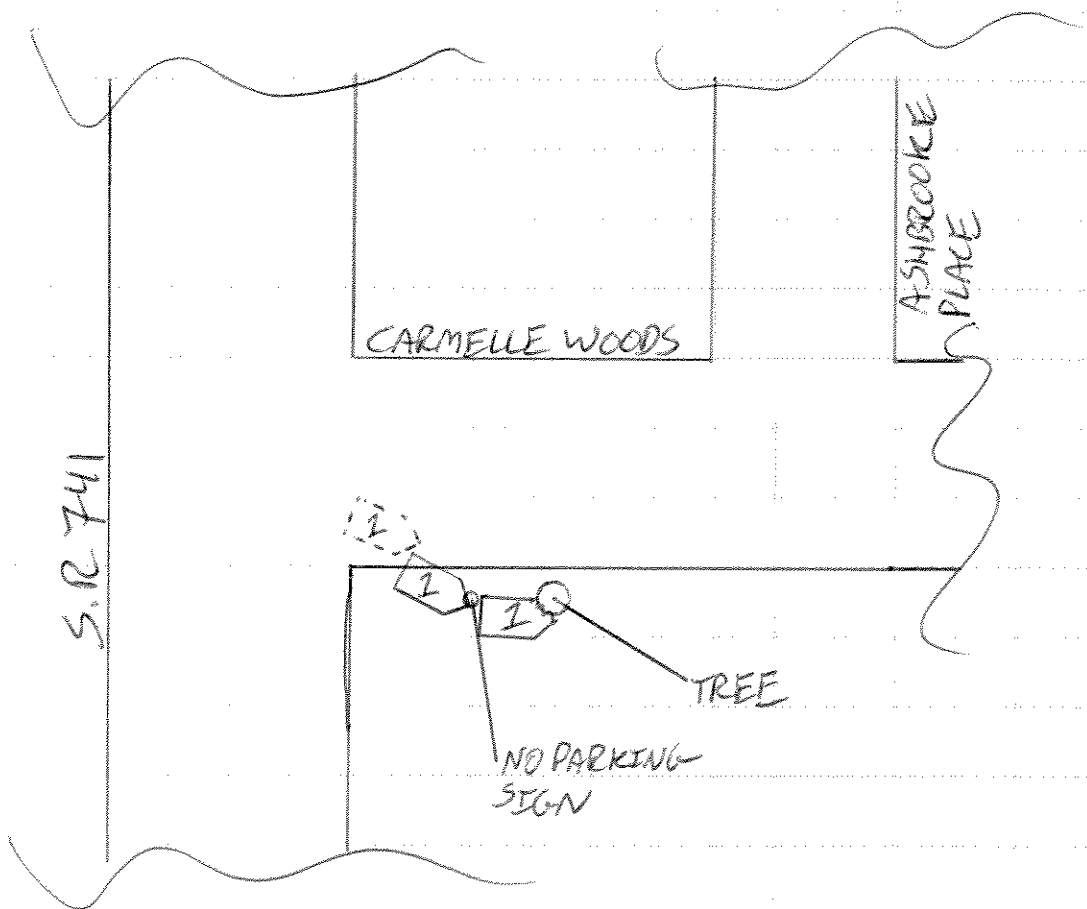 ASHBROOKE
PLACE
CARMELLE WOODS
S.R 741
1
1
1
TREE
NO PARKING
SIGN